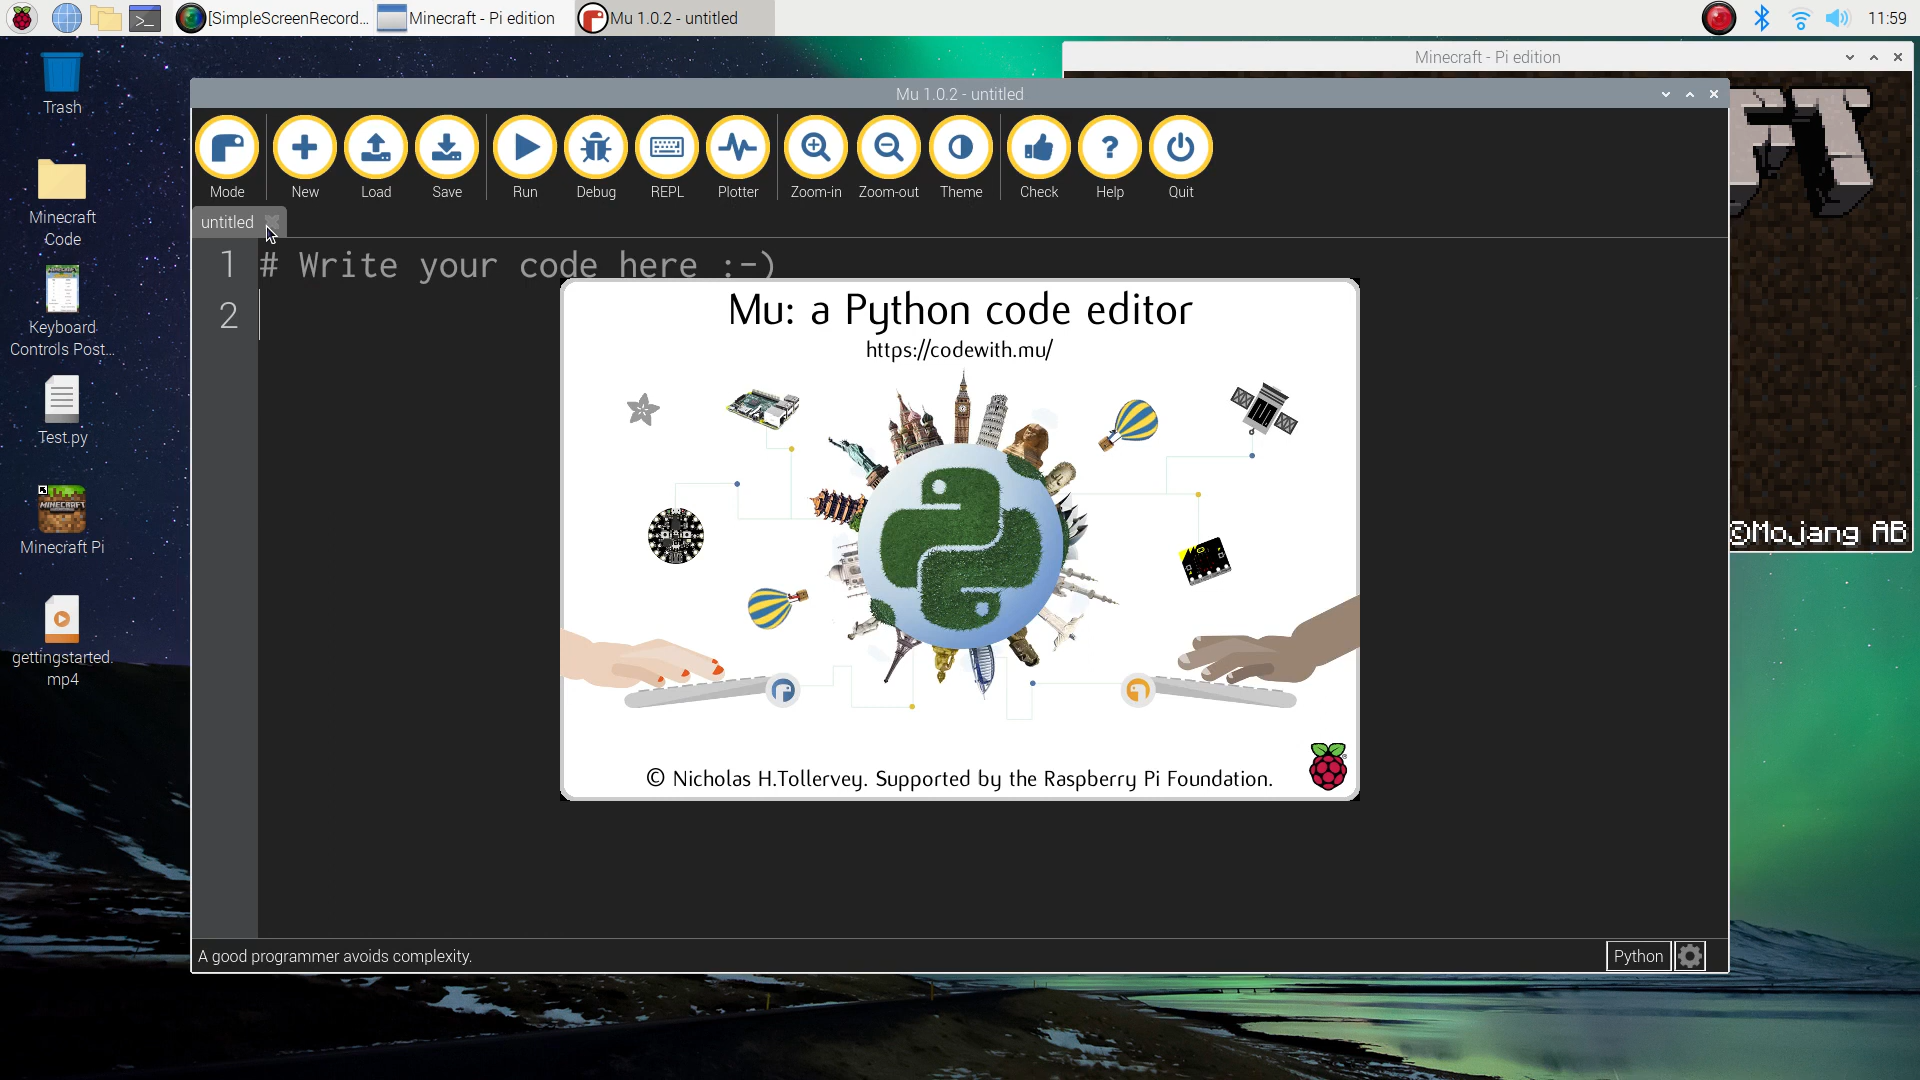 [SimpleScreenRecord...
Minecraft - Pi edition
Mu 1.0.2 - untitled
11:59
Trash
Minecraft
Code
Keyboard
Controls Post...
Test.py
MINECRAFT
Minecraft Pi
gettingstarted.
mp4
Minecraft - Pi edition
©Mojang AB
Mu 1.0.2 - untitled
Mode
New
Load
Save
Run
Debug
REPL
Plotter
Zoom-in
Zoom-out
Theme
Check
Help
Quit
untitled
1 # Write your code here :-)
2
Mu: a Python code editor
https://codewith.mu/
© Nicholas H.Tollervey. Supported by the Raspberry Pi Foundation.
A good programmer avoids complexity.
Python